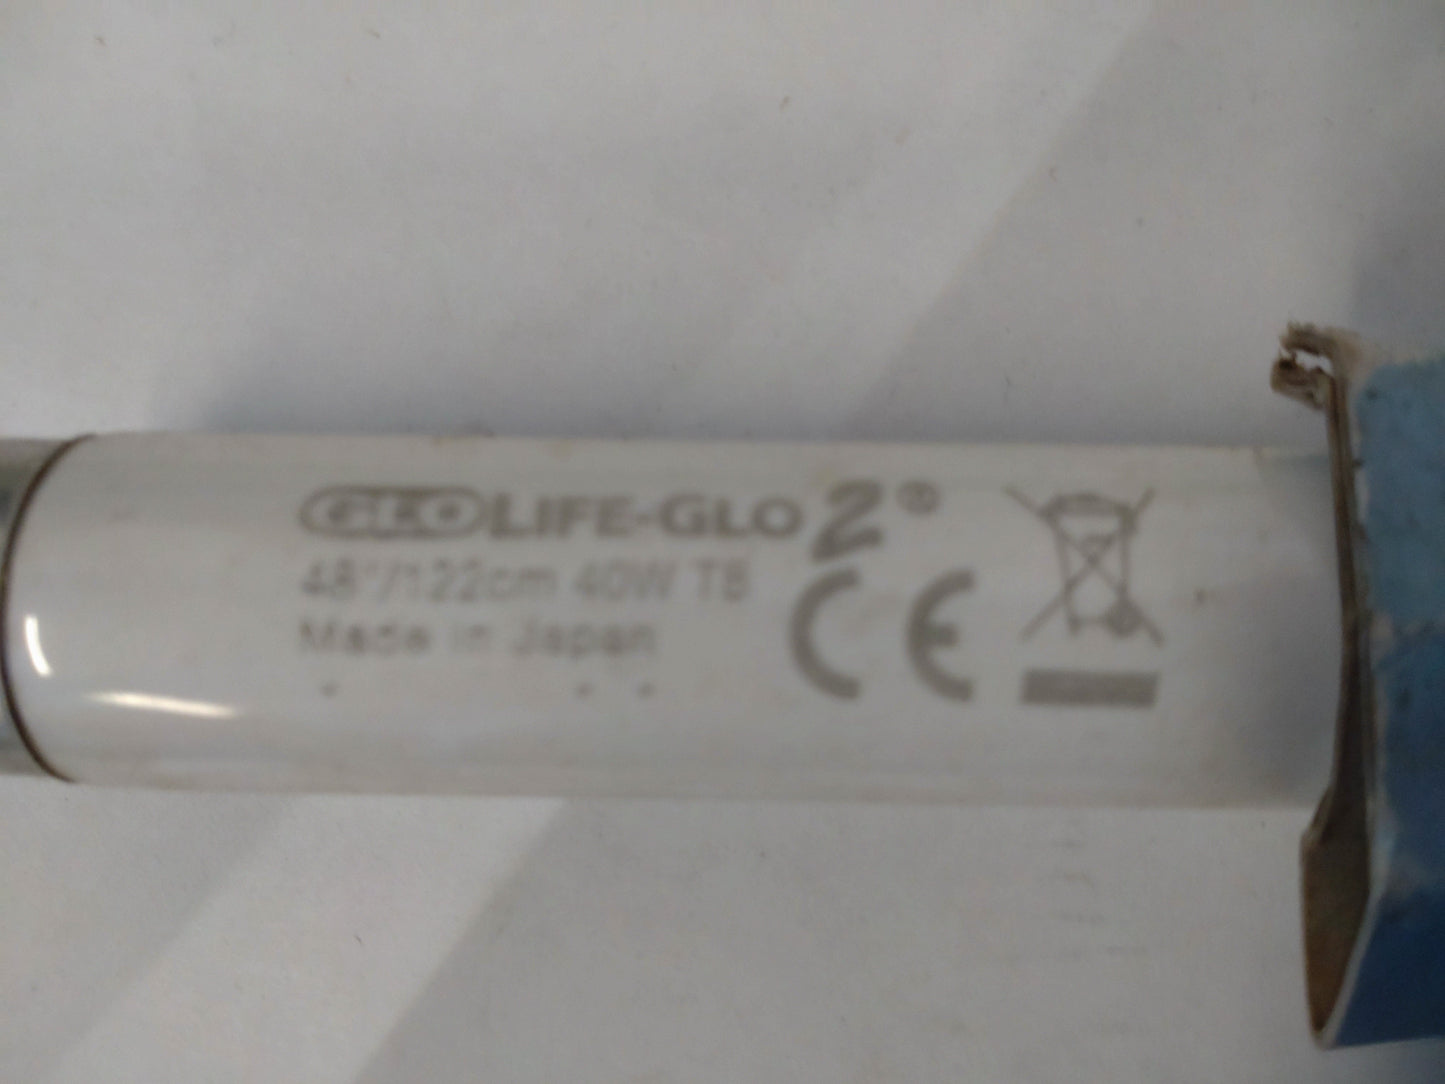 GLO LIFE-GLO 2®
48"/122cm 40W T8
Made in Japan
CE